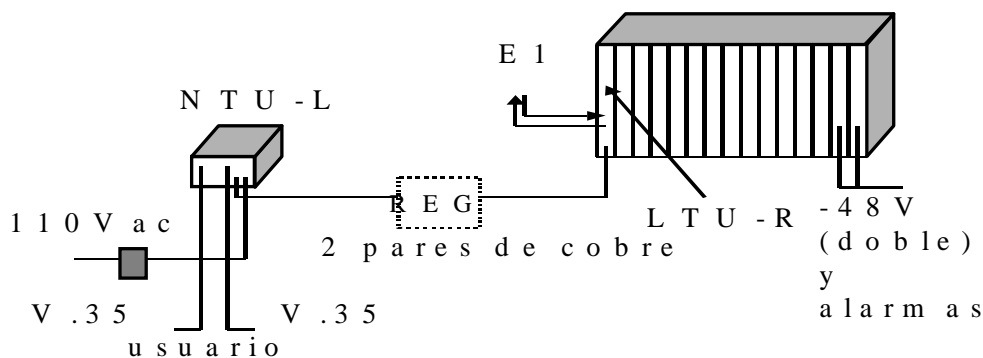 E1
NTU-L
REG
LTU-R
-48V
(doble)
y
alarmas
110Vac
2 pares de cobre
V.35
V.35
usuario